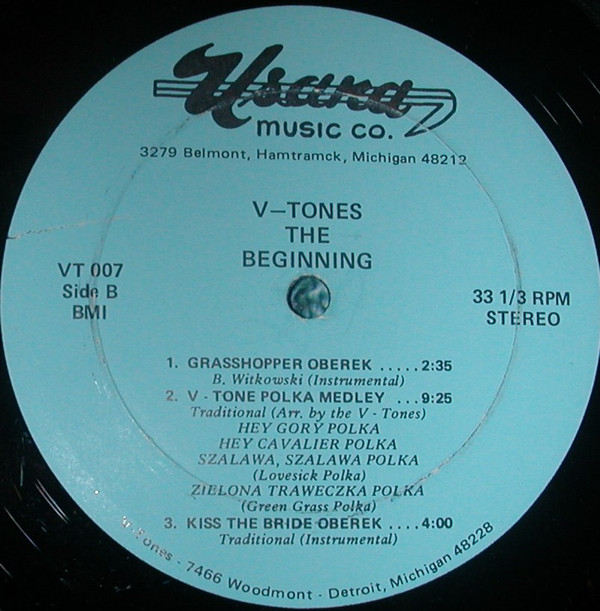 Usara
MUSIC CO.
3279 Belmont, Hamtramck, Michigan 48212
V–TONES
THE
BEGINNING
VT 007
Side B
BMI
33 1/3 RPM
STEREO
1. GRASSHOPPER OBEREK .....2:35
B. Witkowski (Instrumental)
2. V - TONE POLKA MEDLEY ...9:25
Traditional (Arr. by the V - Tones)
HEY GORY POLKA
HEY CAVALIER POLKA
SZALAWA, SZALAWA POLKA
(Lovesick Polka)
ZIELONA TRAWECZKA POLKA
(Green Grass Polka)
3. KISS THE BRIDE OBEREK ....4:00
Traditional (Instrumental)
Tones - 7466 Woodmont - Detroit, Michigan 48228